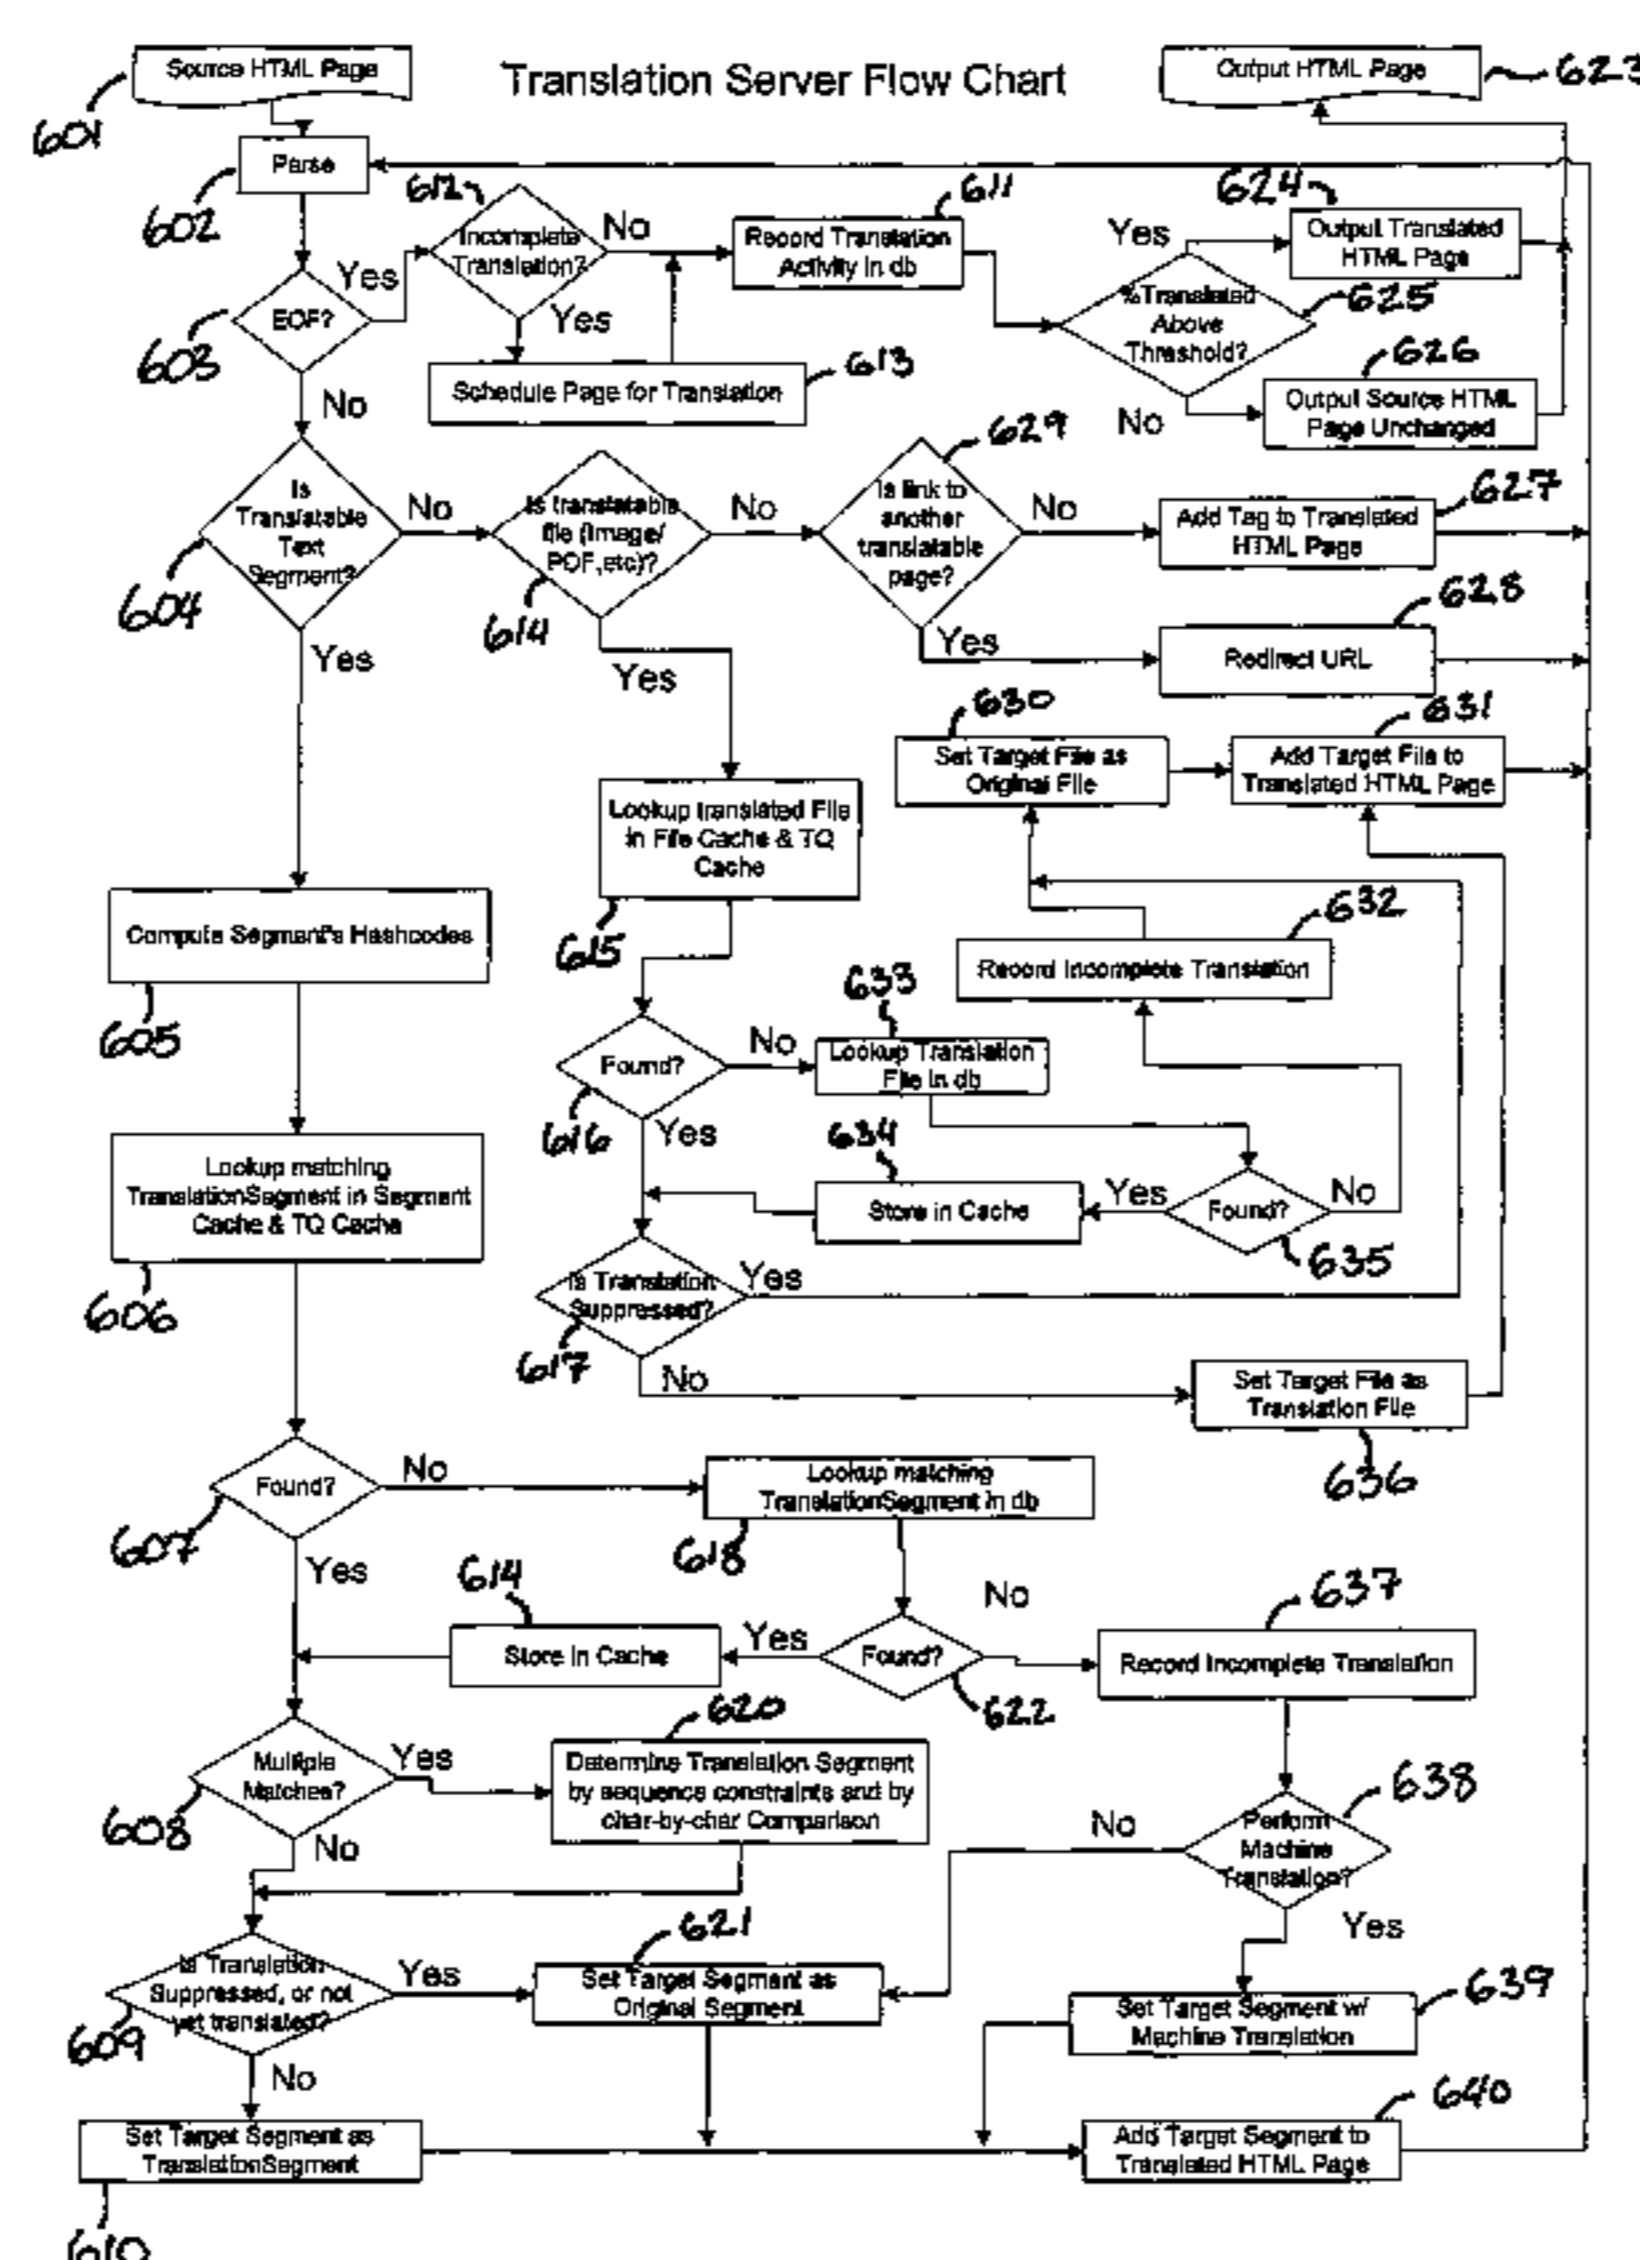 Source HTML Page
Translation Server Flow Chart
Output HTML Page
623
601
Parse
602
612
611
624
Incomplete
Translation?
No
Record Translation
Activity in db
Yes
Output Translated
HTML Page
Yes
EOF?
603
Yes
%Translated
Above
Threshold?
625
626
Schedule Page for Translation
613
No
No
Output Source HTML
Page Unchanged
629
Is
Translatable
Text
Segment?
No
Is translatable
file (Image/
PDF,etc)?
No
Is link to
another
translatable
page?
No
Add Tag to Translated
HTML Page
627
604
614
628
Yes
Yes
Yes
Redirect URL
630
631
Set Target File as
Original File
Add Target File to
Translated HTML Page
Lookup translated File
in File Cache & TQ
Cache
615
632
Compute Segment's Hashcodes
605
Record Incomplete Translation
633
Found?
No
Lookup Translation
File in db
616
Yes
634
Lookup matching
TranslationSegment in Segment
Cache & TQ Cache
606
Store in Cache
Yes
Found?
No
635
Is Translation
Suppressed?
Yes
617
No
Set Target File as
Translation File
636
Found?
No
607
Lookup matching
TranslationSegment in db
618
Yes
614
Store in Cache
Yes
Found?
No
622
637
Record Incomplete Translation
620
Multiple
Matches?
Yes
608
Determine Translation Segment
by sequence constraints and by
char-by-char Comparison
No
No
Perform
Machine
Translation?
638
Yes
621
Is Translation
Suppressed, or not
yet translated?
Yes
609
Set Target Segment as
Original Segment
Set Target Segment w/
Machine Translation
639
No
640
Set Target Segment as
TranslationSegment
Add Target Segment to
Translated HTML Page
610